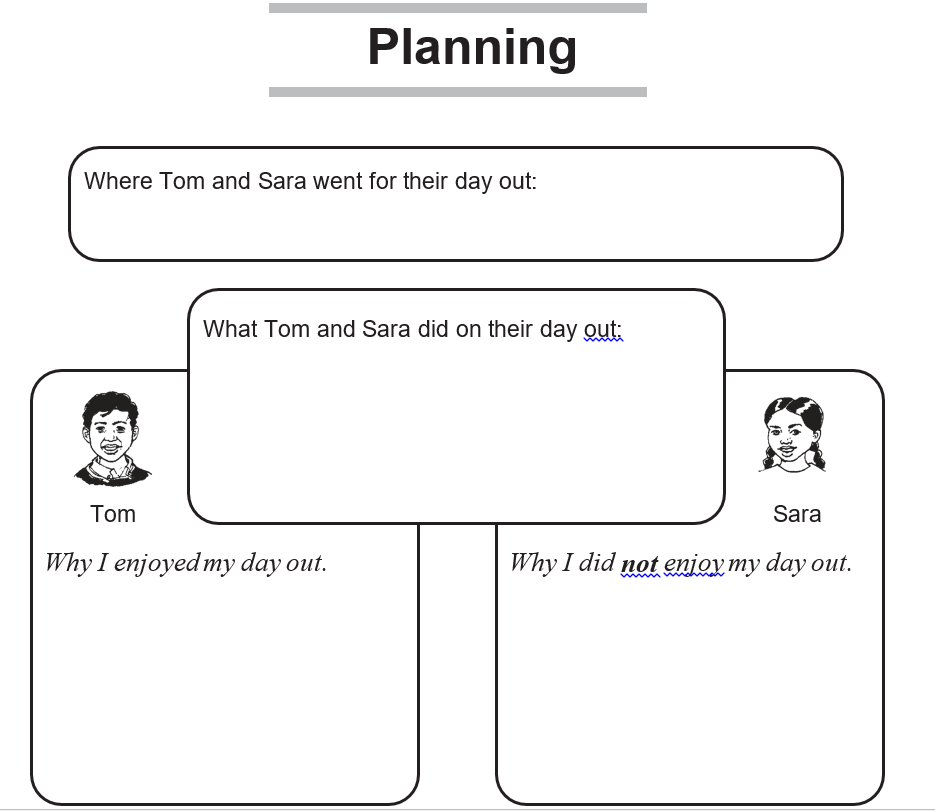 Planning
Where Tom and Sara went for their day out:
What Tom and Sara did on their day out:
Tom
Why I enjoyed my day out.
Sara
Why I did not enjoy my day out.